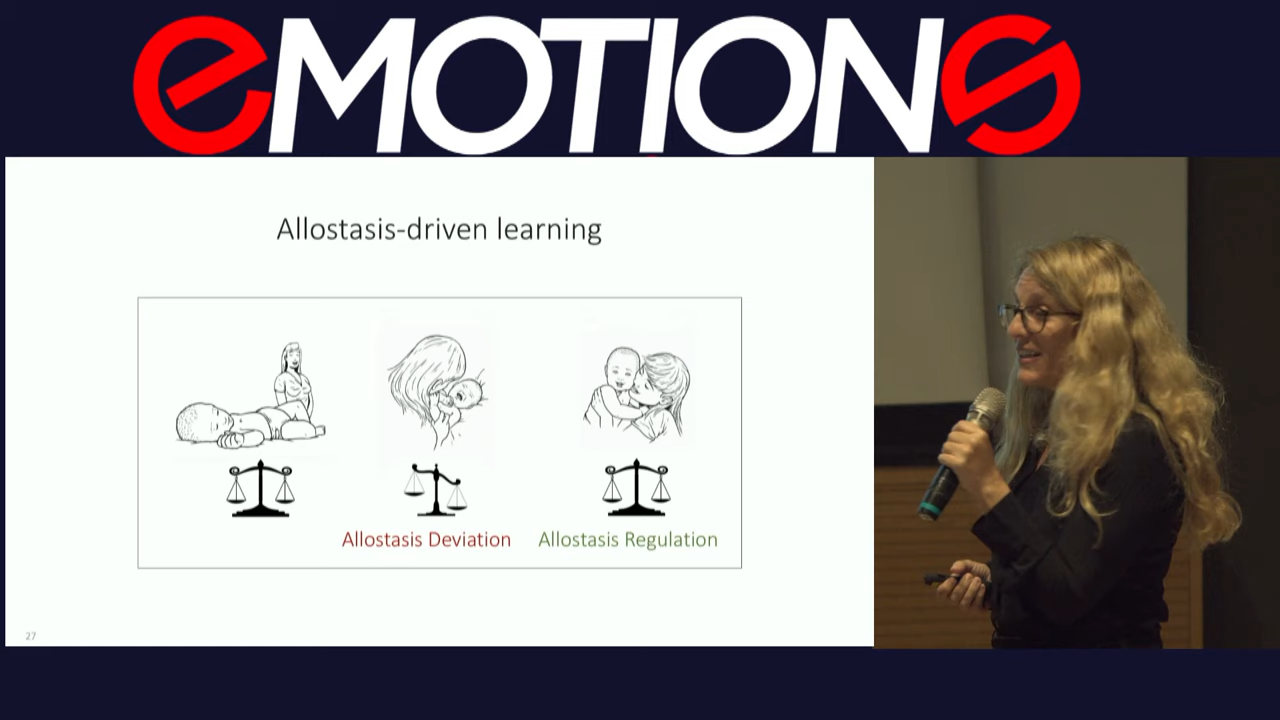 eMOTIONS
Allostasis-driven learning
Allostasis Deviation
Allostasis Regulation
27